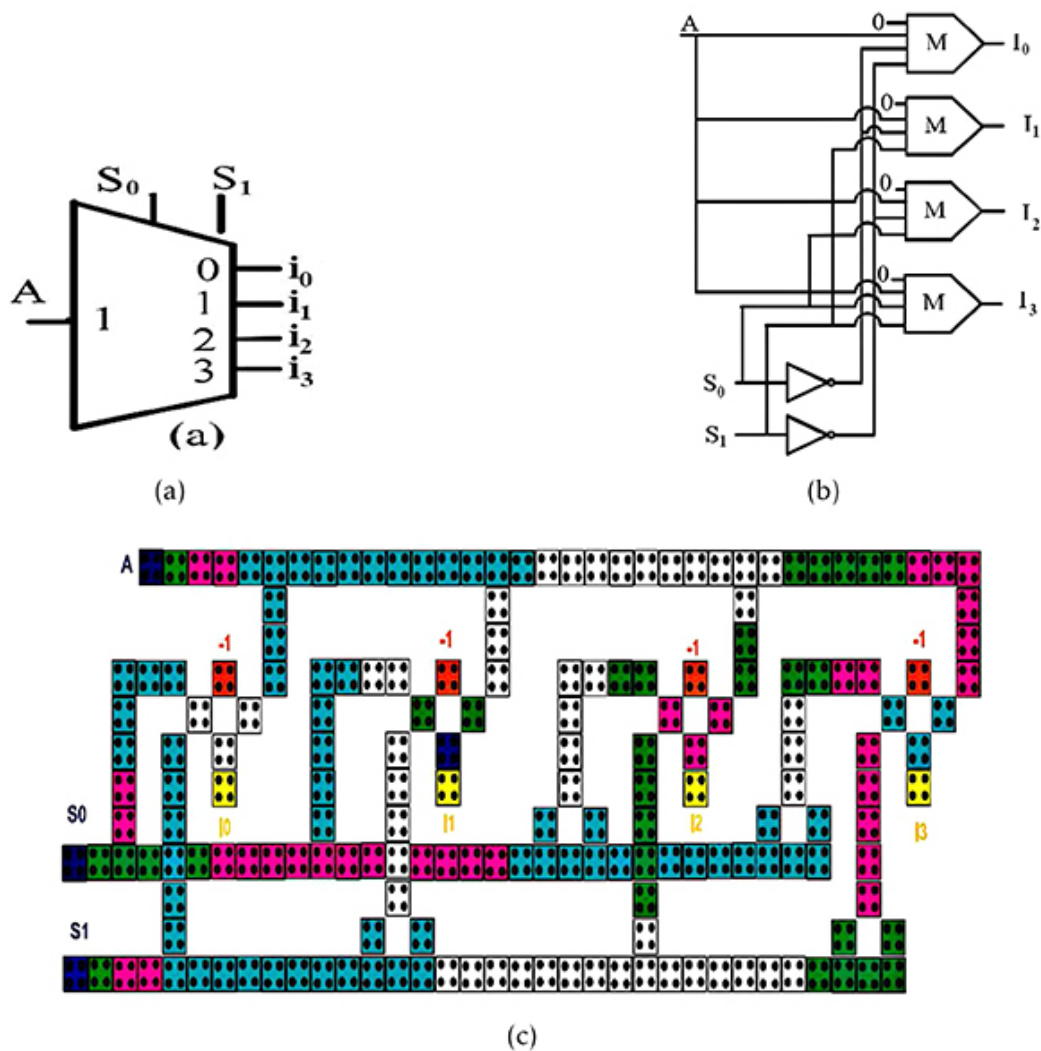 S₀ S₁
A
1
0 i₀
1 i₁
2 i₂
3 i₃
(a)
(a)
A
0 M I₀
0 M I₁
0 M I₂
0 M I₃
S₀
S₁
(b)
A
-1 -1 -1 -1
S0
I0 I1 I2 I3
S1
(c)